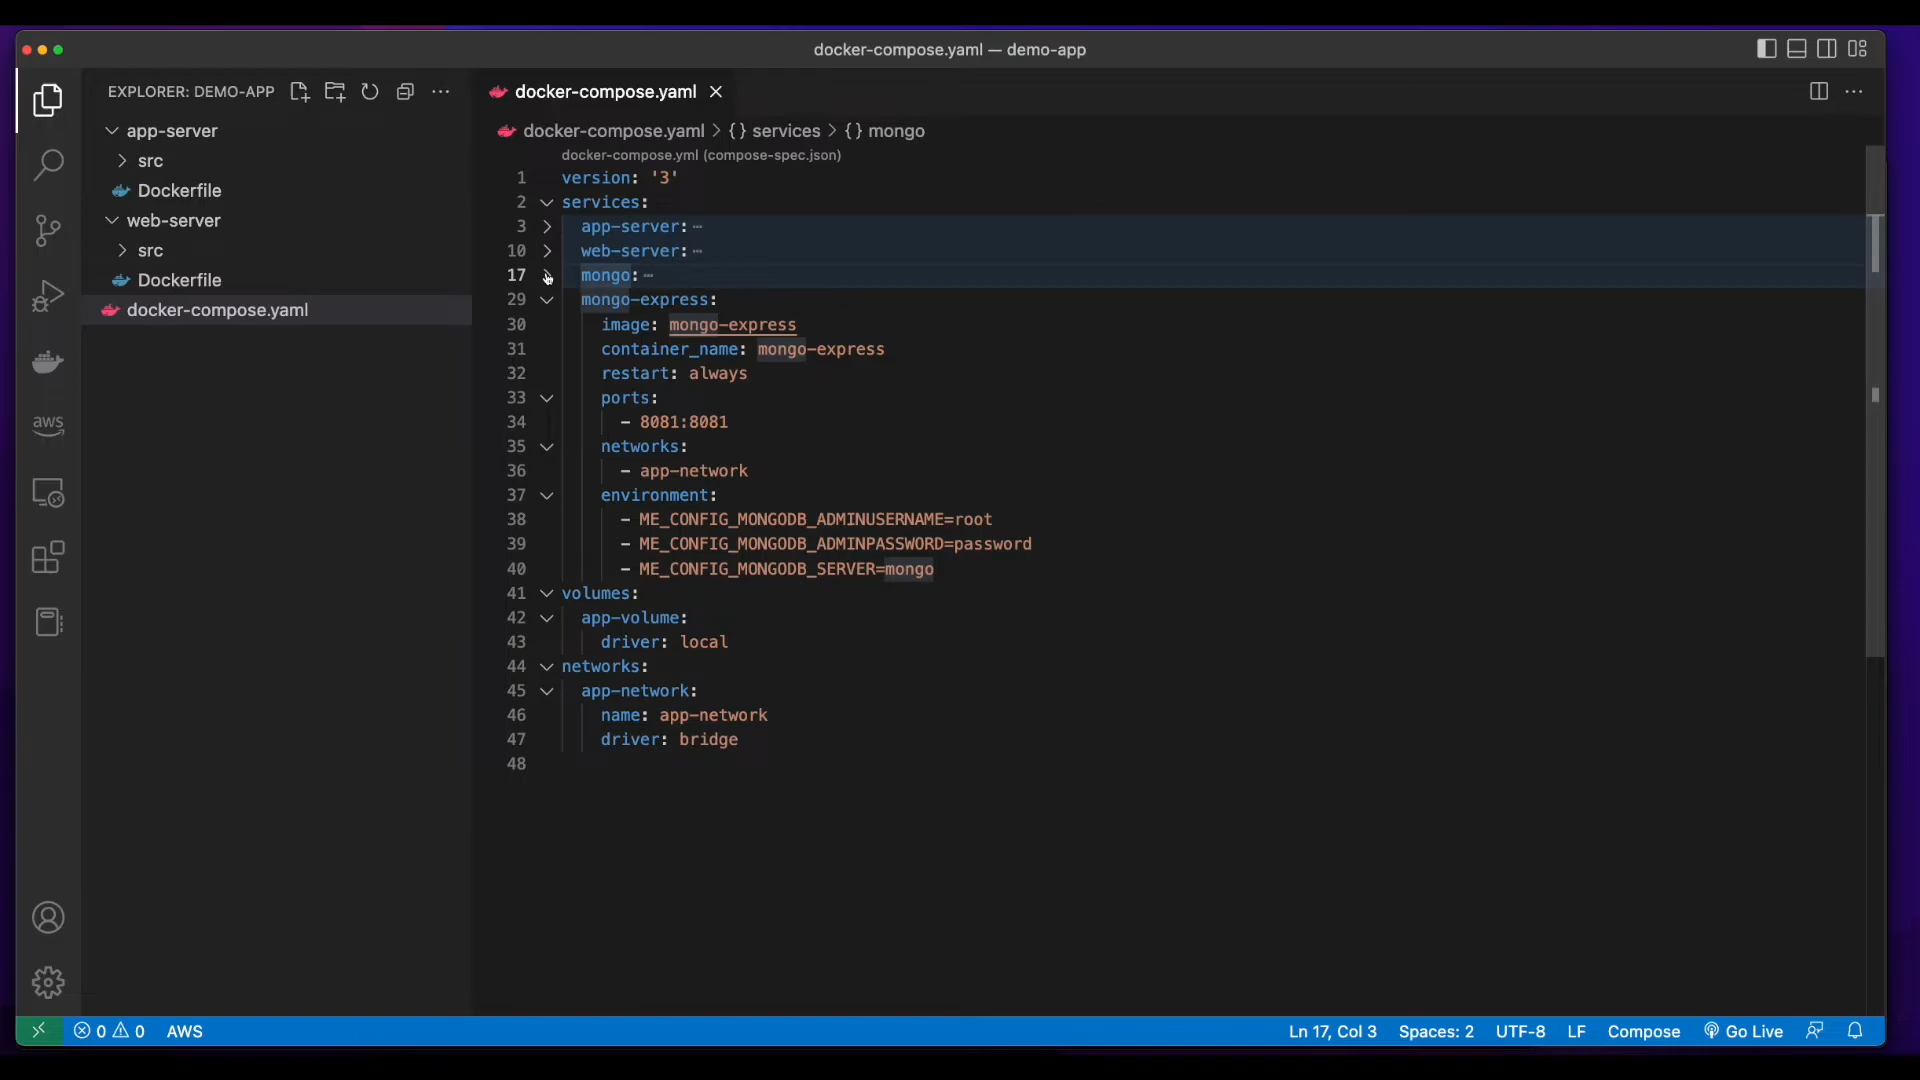 docker-compose.yaml — demo-app
EXPLORER: DEMO-APP
app-server
src
Dockerfile
web-server
src
Dockerfile
docker-compose.yaml
aws
docker-compose.yaml
docker-compose.yaml > {} services > {} mongo
docker-compose.yml (compose-spec.json)
1 version: '3'
2 services:
3 app-server: ⋯
10 web-server: ⋯
17 mongo: ⋯
29 mongo-express:
30 image: mongo-express
31 container_name: mongo-express
32 restart: always
33 ports:
34 - 8081:8081
35 networks:
36 - app-network
37 environment:
38 - ME_CONFIG_MONGODB_ADMINUSERNAME=root
39 - ME_CONFIG_MONGODB_ADMINPASSWORD=password
40 - ME_CONFIG_MONGODB_SERVER=mongo
41 volumes:
42 app-volume:
43 driver: local
44 networks:
45 app-network:
46 name: app-network
47 driver: bridge
48
0 0 AWS Ln 17, Col 3 Spaces: 2 UTF-8 LF Compose Go Live